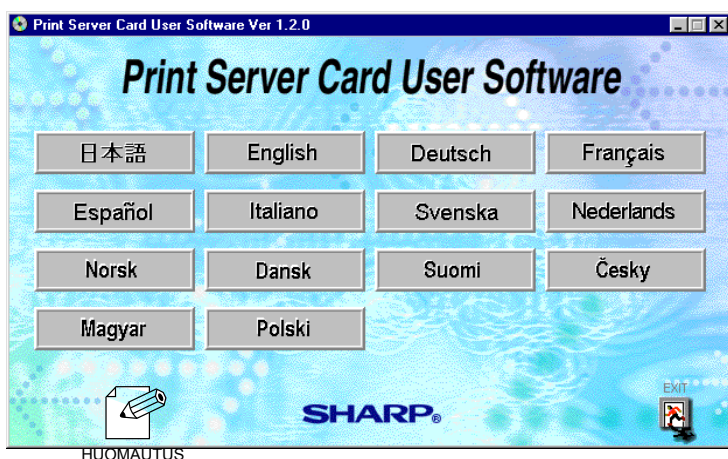 Print Server Card User Software Ver 1.2.0
Print Server Card User Software
日本語 English Deutsch Français
Español Italiano Svenska Nederlands
Norsk Dansk Suomi Česky
Magyar Polski
EXIT
SHARP®
HUOMAUTUS